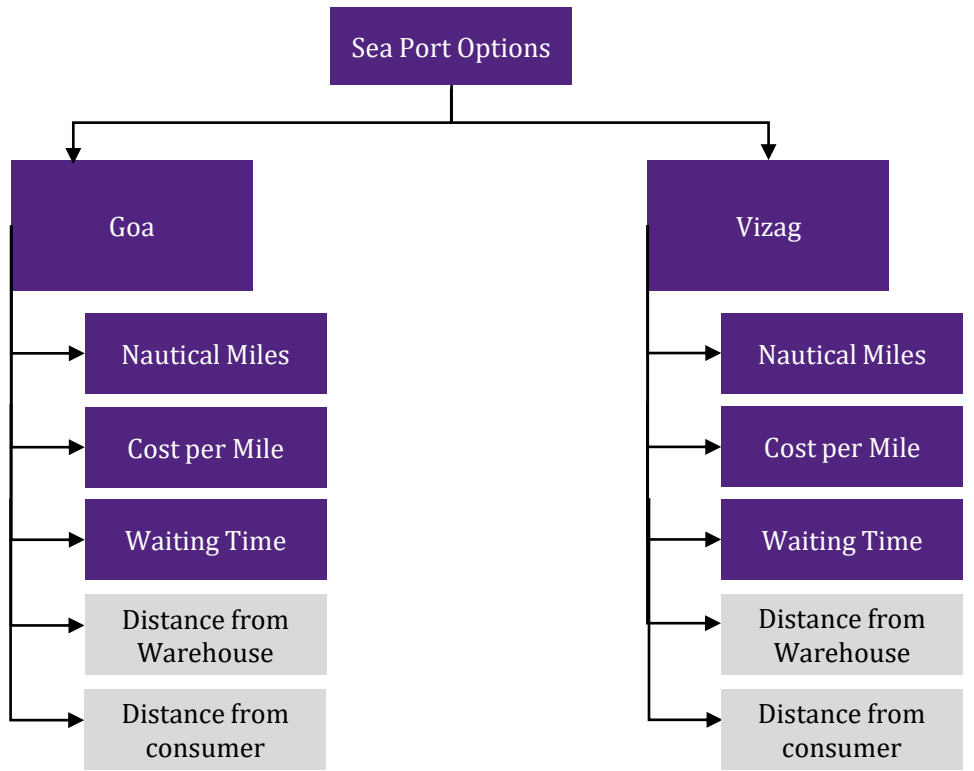 Sea Port Options
Goa
Nautical Miles
Cost per Mile
Waiting Time
Distance from
Warehouse
Distance from
consumer
Vizag
Nautical Miles
Cost per Mile
Waiting Time
Distance from
Warehouse
Distance from
consumer